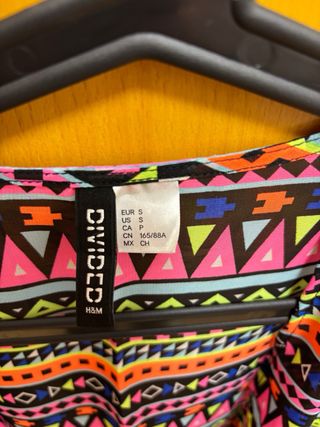 DIVIDED
H&M
EUR S
US S
CA P
CN 165/88A
MX CH